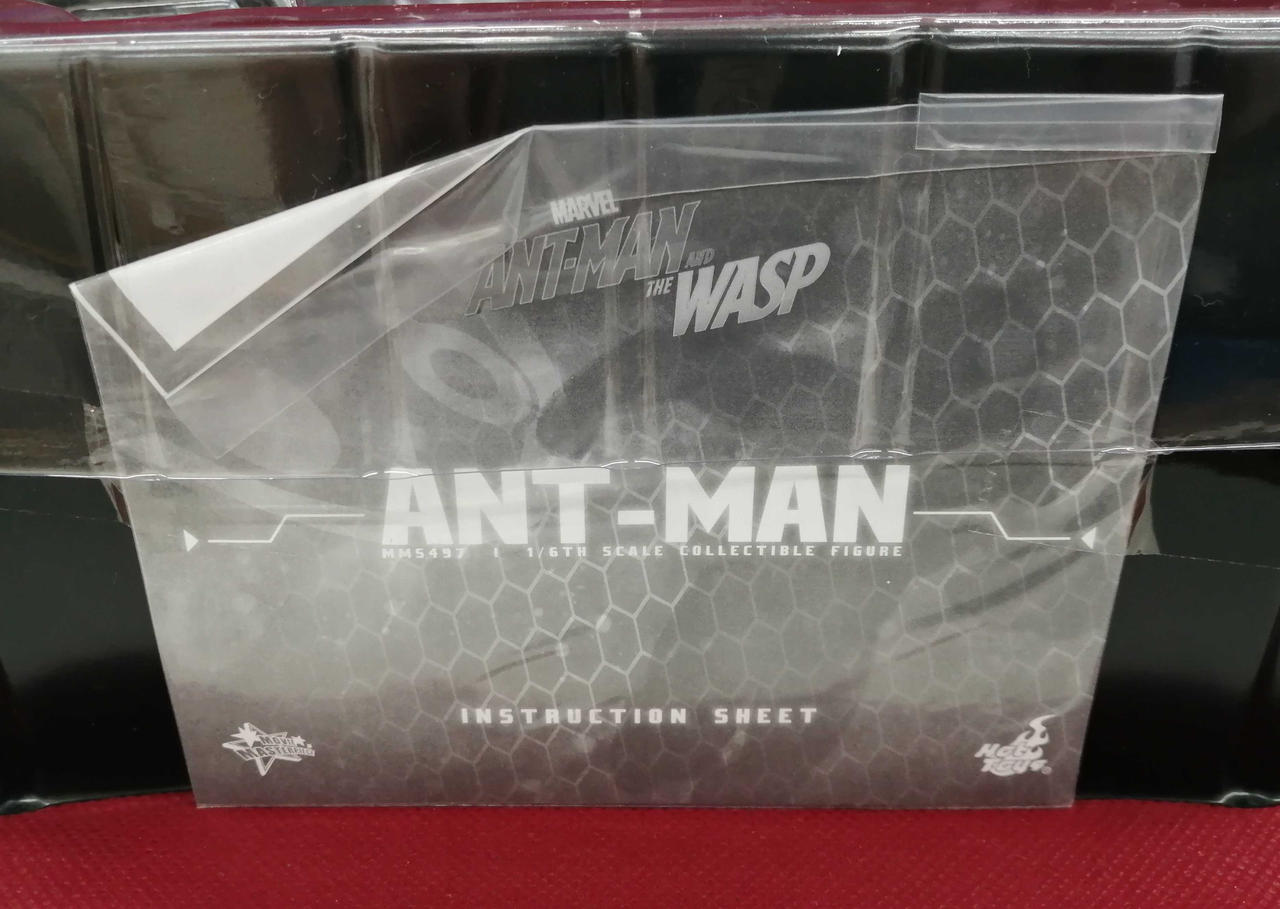 MARVEL
ANT-MAN AND
THE WASP
ANT-MAN
MMS497 | 1/6TH SCALE COLLECTIBLE FIGURE
INSTRUCTION SHEET
MOVIE
MASTERPIECE
Hot
Toys